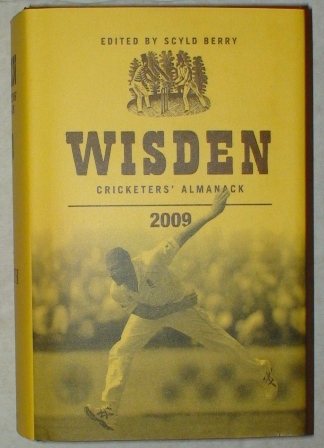 EDITED BY SCYLD BERRY
WISDEN
CRICKETERS' ALMANACK
2009